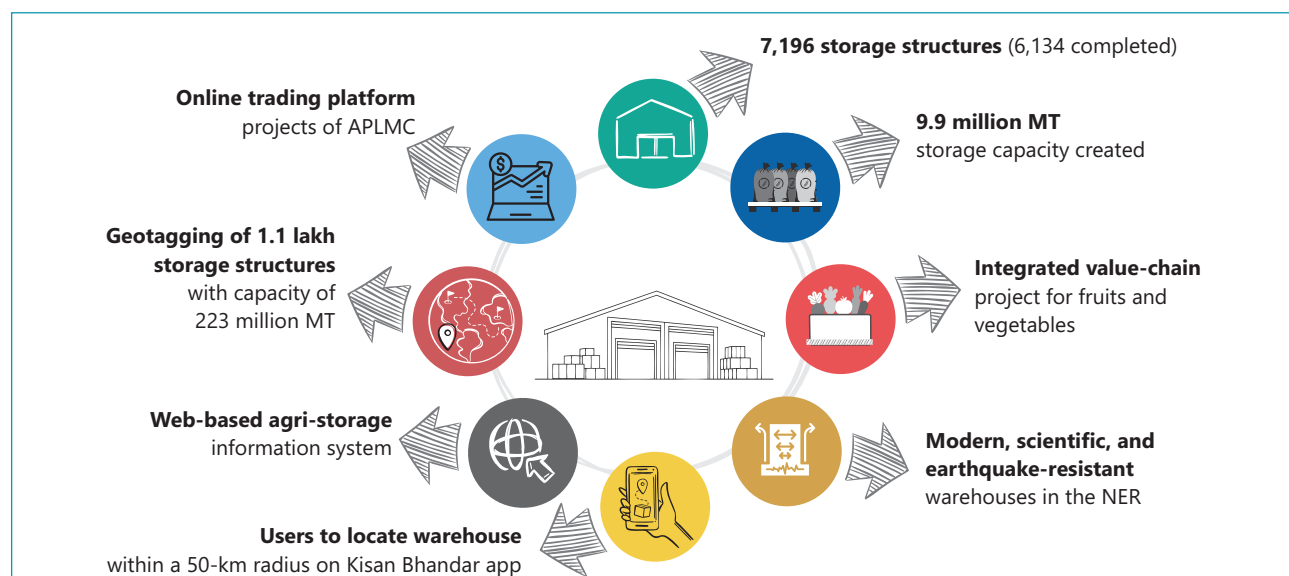 7,196 storage structures (6,134 completed)
9.9 million MT
storage capacity created
Integrated value-chain
project for fruits and
vegetables
Modern, scientific, and
earthquake-resistant
warehouses in the NER
Users to locate warehouse
within a 50-km radius on Kisan Bhandar app
Web-based agri-storage
information system
Geotagging of 1.1 lakh
storage structures
with capacity of
223 million MT
Online trading platform
projects of APLMC
$